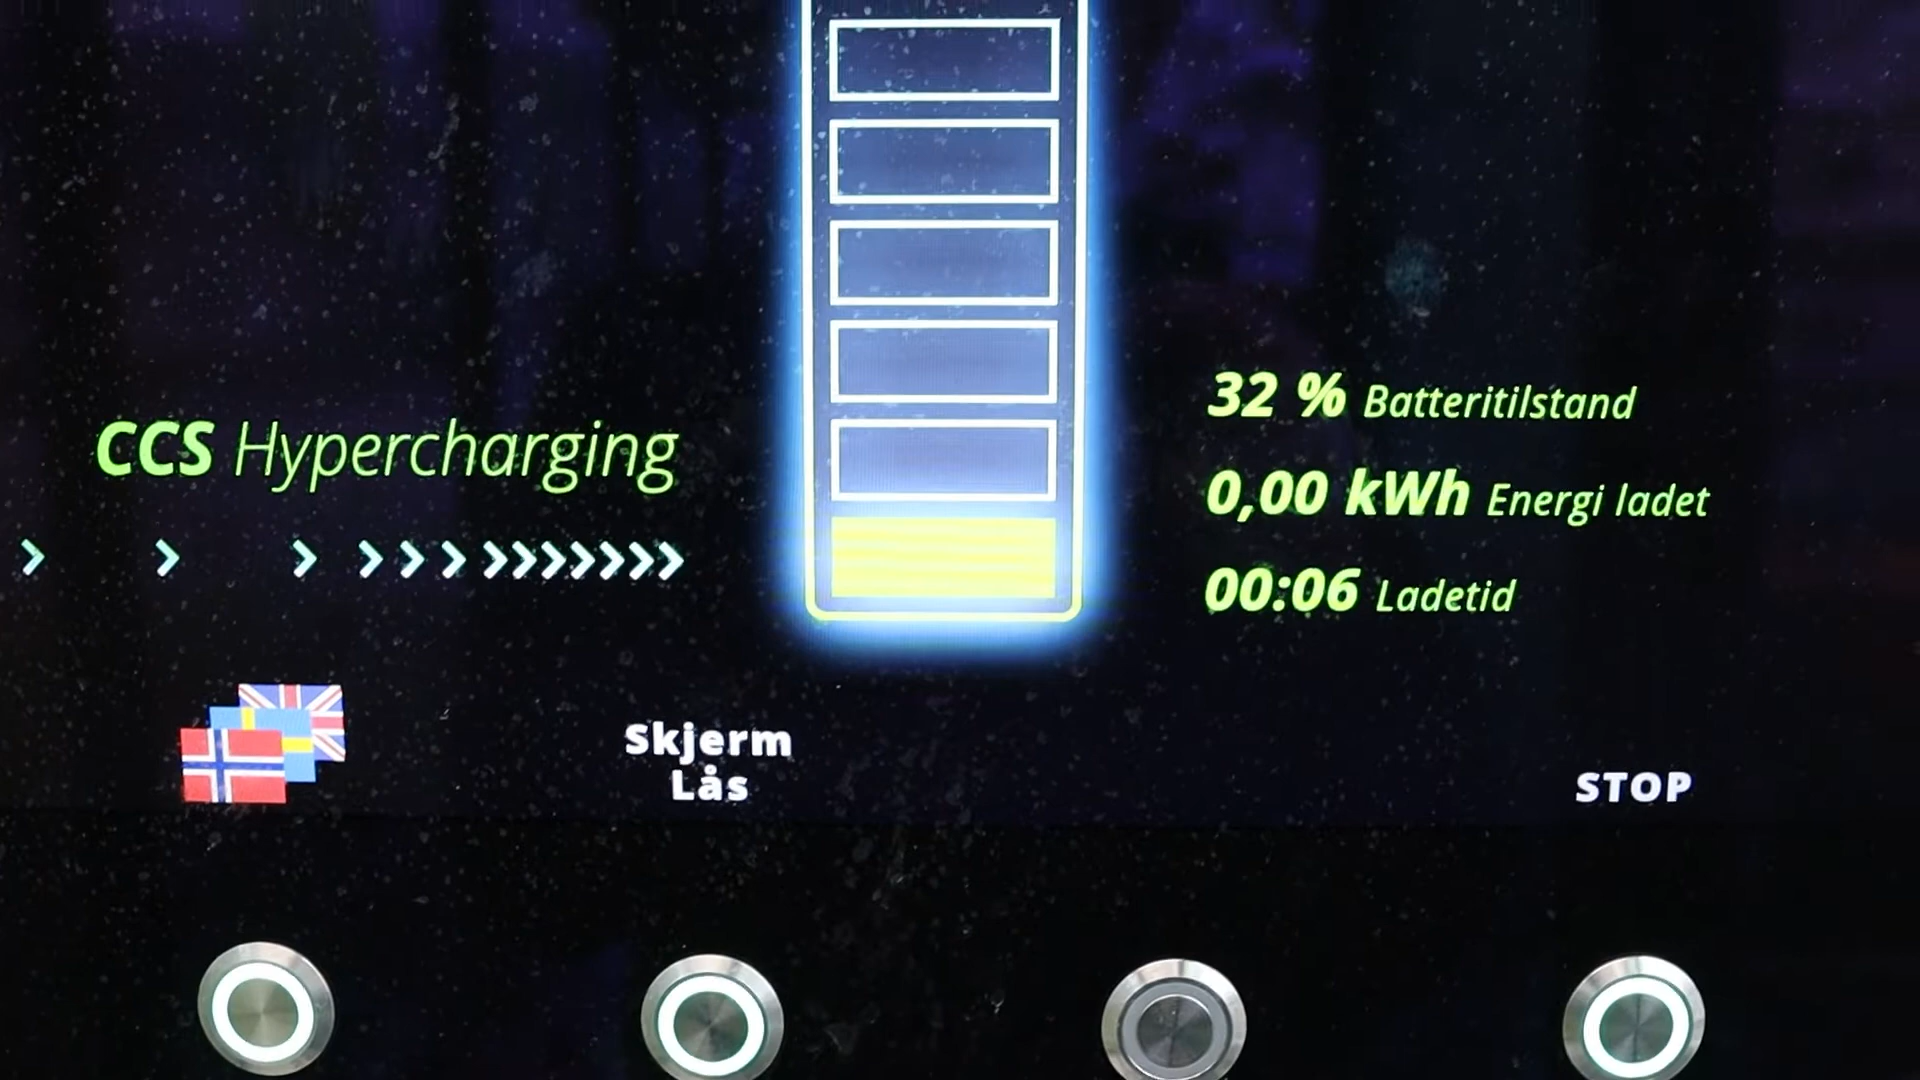 CCS Hypercharging
32 % Batteritilstand
0,00 kWh Energi ladet
00:06 Ladetid
Skjerm
Lås
STOP